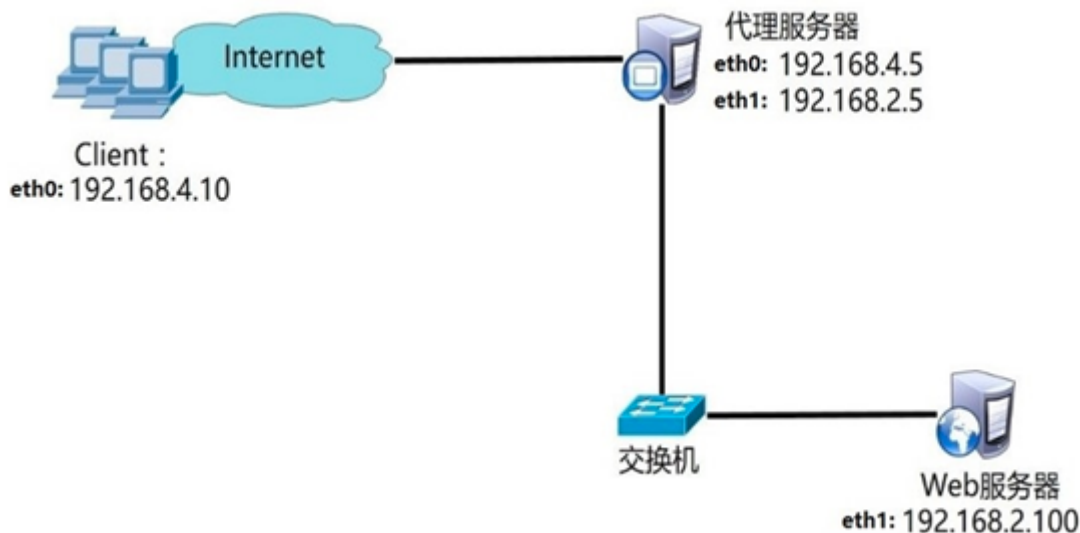 Internet
代理服务器
eth0: 192.168.4.5
eth1: 192.168.2.5
Client：
eth0: 192.168.4.10
交换机
Web服务器
eth1: 192.168.2.100